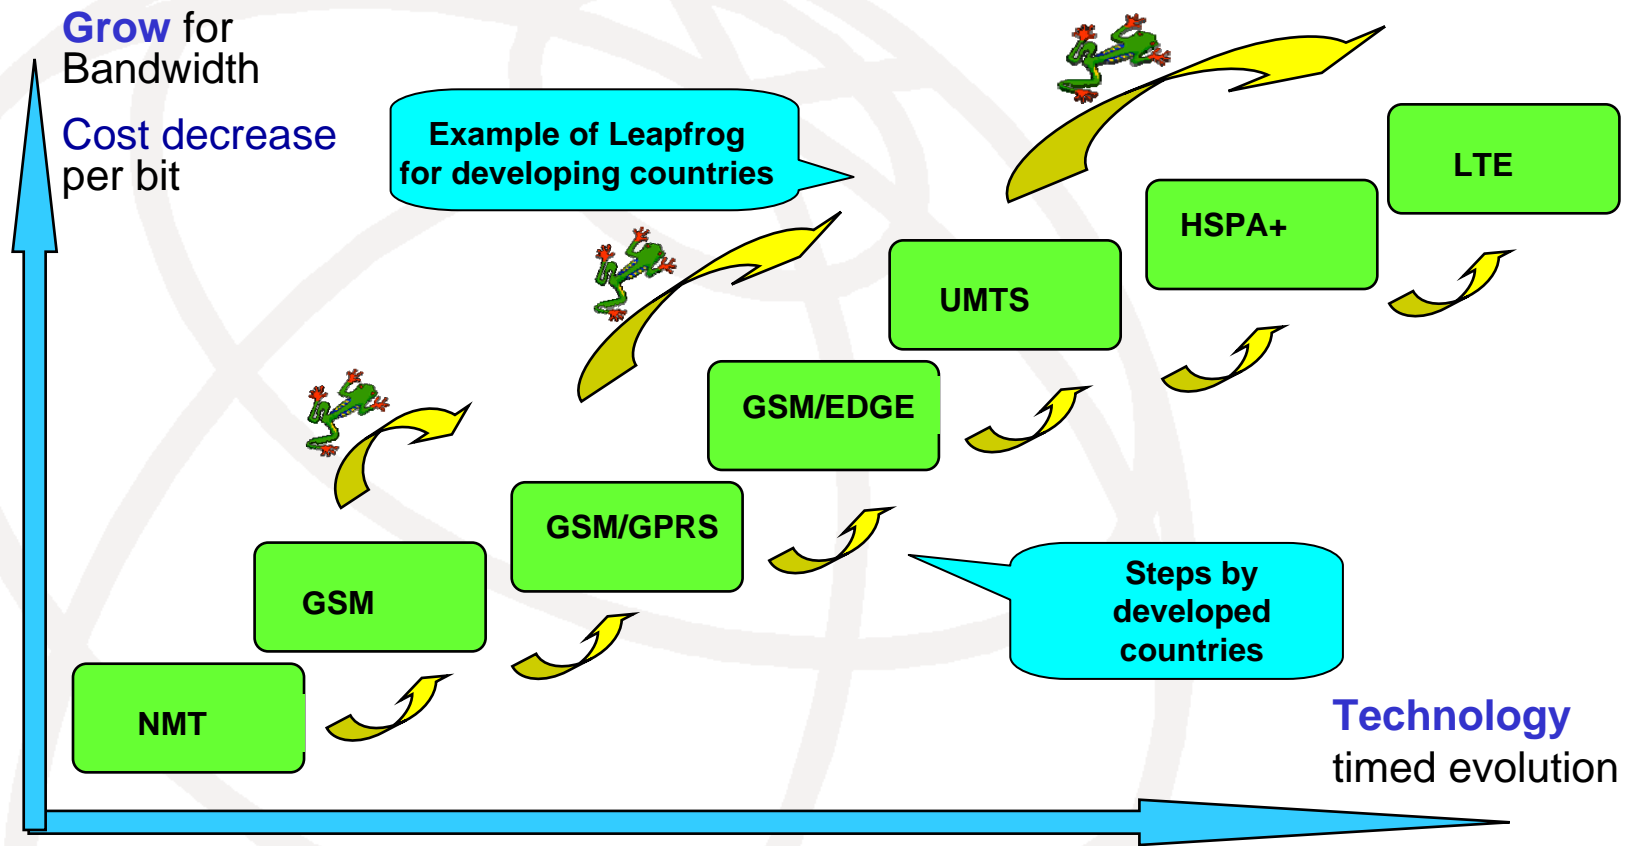 Grow for
Bandwidth
Cost decrease
per bit
Example of Leapfrog
for developing countries
LTE
HSPA+
UMTS
GSM/EDGE
GSM/GPRS
GSM
NMT
Steps by
developed
countries
Technology
timed evolution